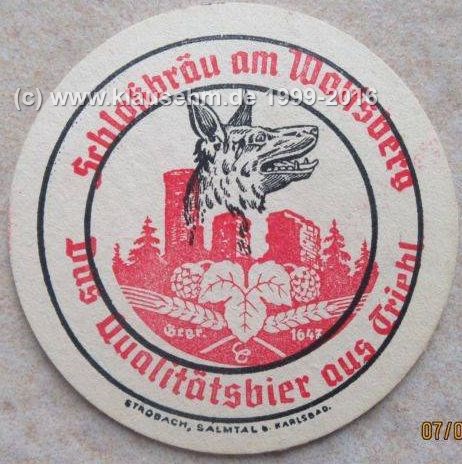 Schloßbräu am Wolfsberg
(c) www.klausehm.de 1999-2016
Gegr. 1647
Das Qualitätsbier aus Triebl
STROBACH, SALMTAL b. KARLSBAD.
07/0